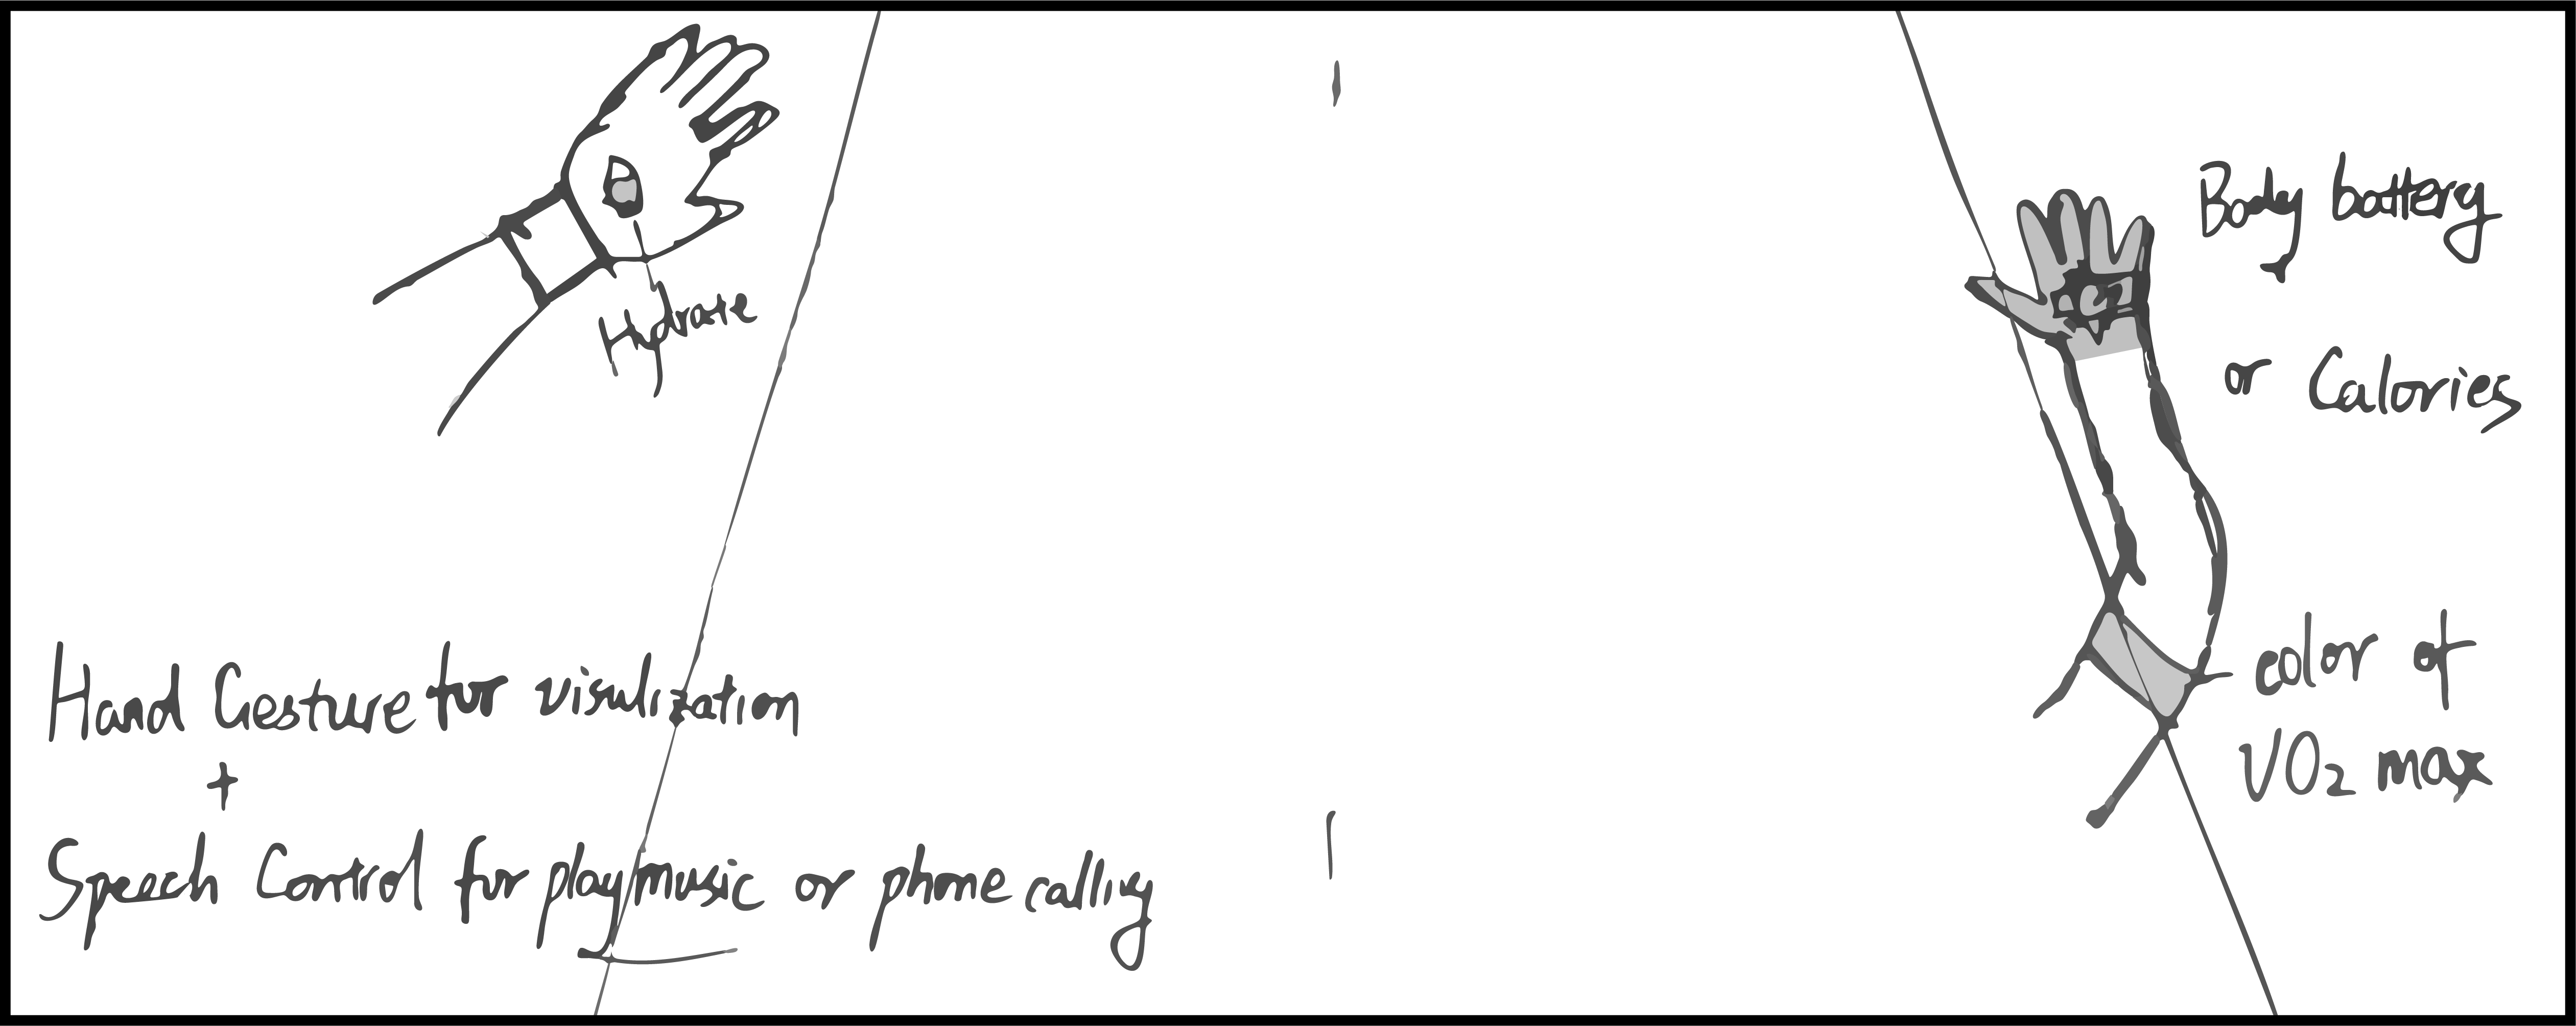 Hydrate
Body battery
or Calories
Hand Gesture for visulization
+
Speech Control for play music or phone calling
color of
VO₂ max